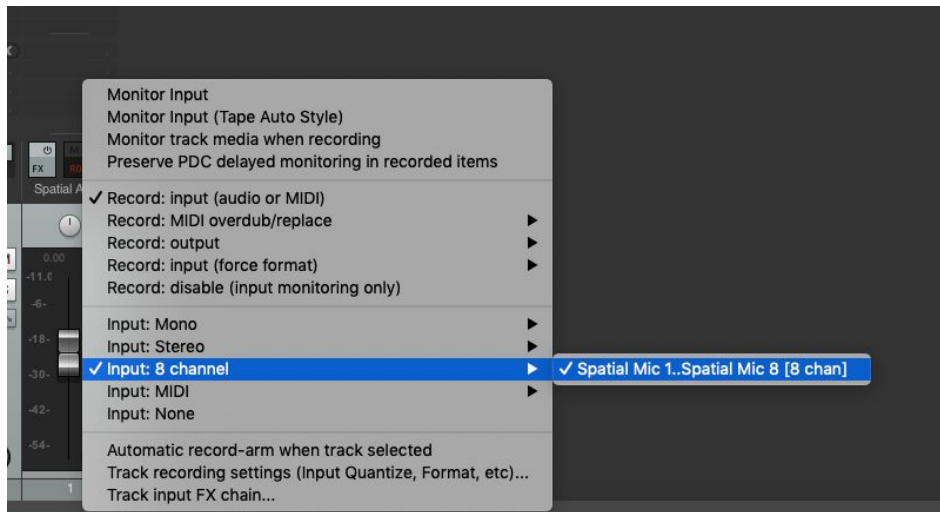 Monitor Input
Monitor Input (Tape Auto Style)
Monitor track media when recording
Preserve PDC delayed monitoring in recorded items
M
FX
Spatial A
✓ Record: input (audio or MIDI)
Record: MIDI overdub/replace
Record: output
Record: input (force format)
Record: disable (input monitoring only)
0.00
-6-
-18-
-30-
-42-
-54-
Input: Mono
Input: Stereo
✓ Input: 8 channel
✓ Spatial Mic 1..Spatial Mic 8 [8 chan]
Input: MIDI
Input: None
Automatic record-arm when track selected
Track recording settings (Input Quantize, Format, etc)...
Track input FX chain...
1